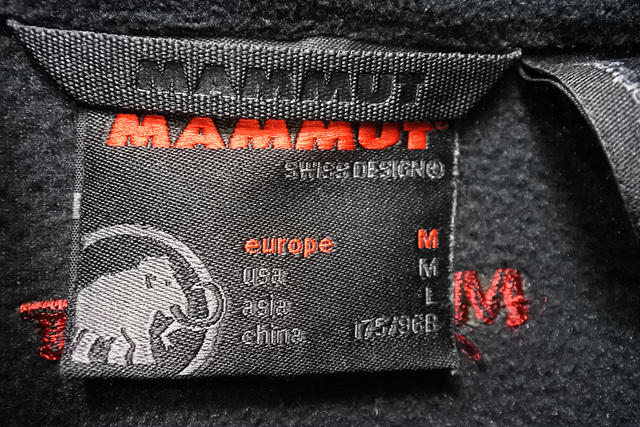 MAMMUT
MAMMUT®
SWISS DESIGN
europe M
usa M
asia L
china 175/96B
M